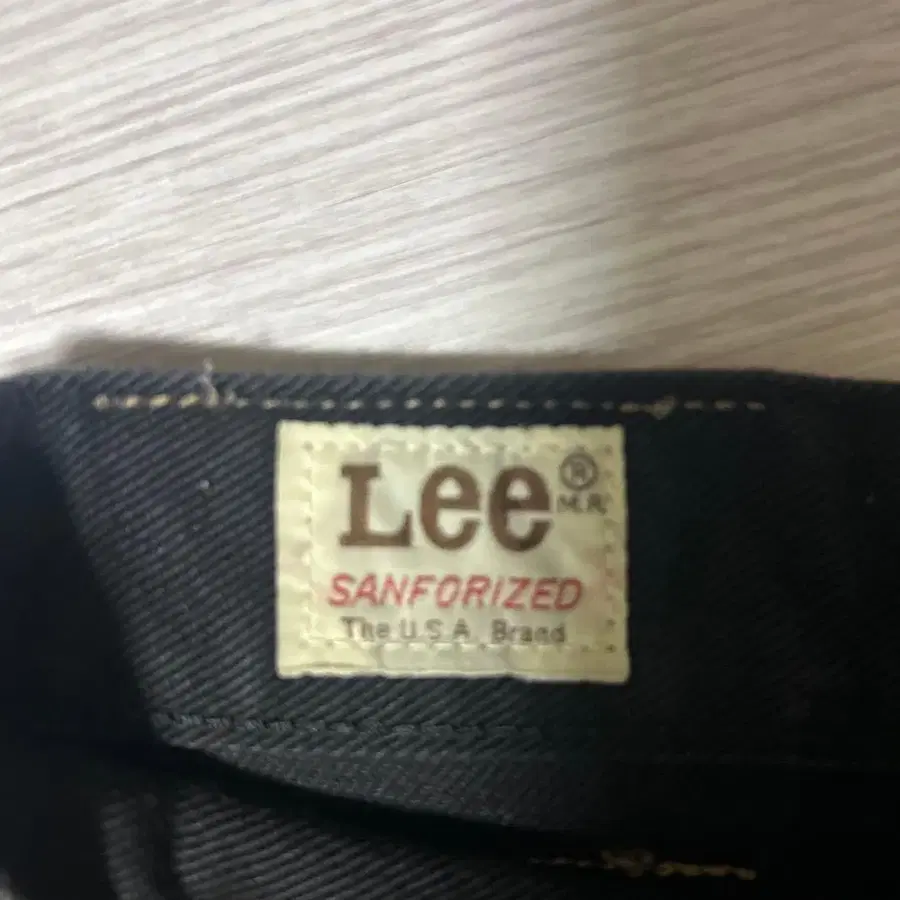 Lee ®
M.R.
SANFORIZED
The U.S.A. Brand